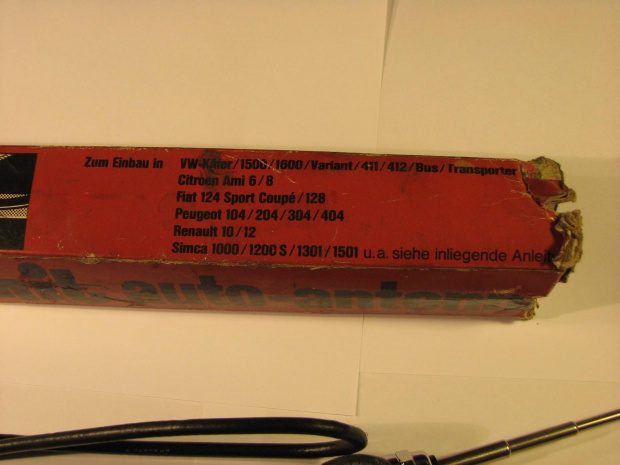 Zum Einbau in VW-Käfer/1500/1600/Variant/411/412/Bus/Transporter
Citroen Ami 6/8
Fiat 124 Sport Coupé/128
Peugeot 104/204/304/404
Renault 10/12
Simca 1000/1200 S/1301/1501 u.a. siehe inliegende
auto-antenn